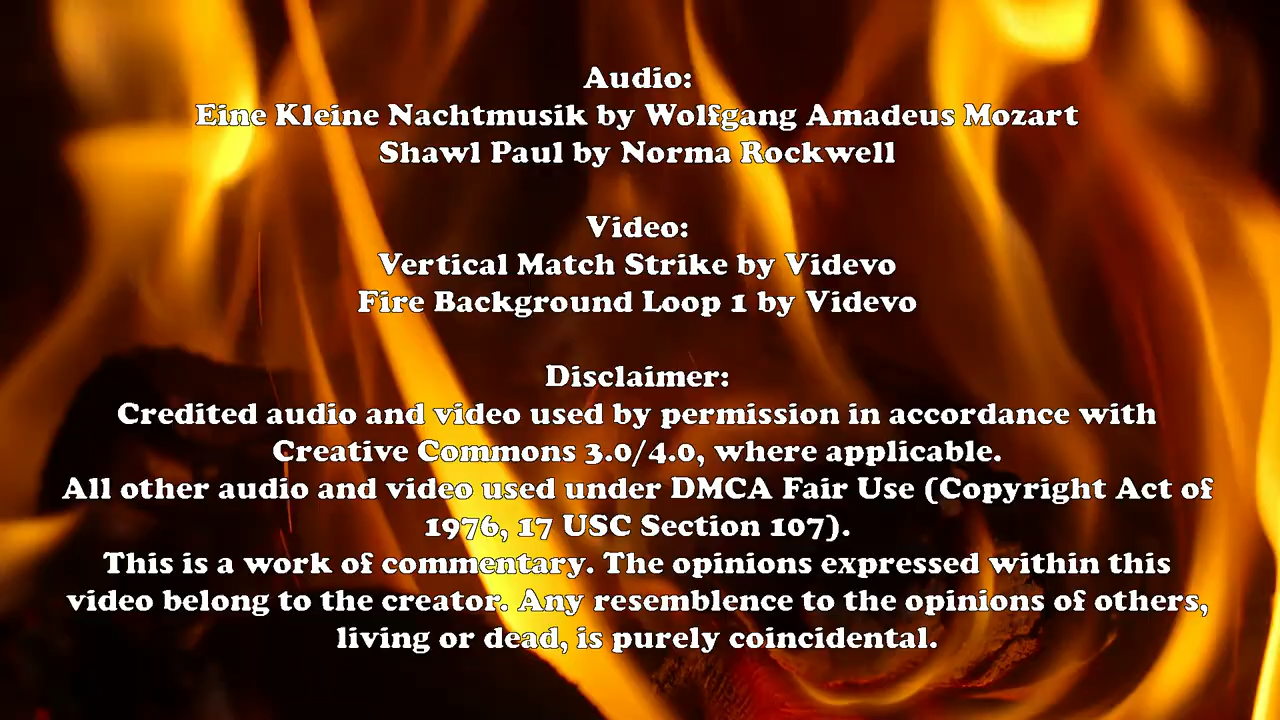 Audio:
Eine Kleine Nachtmusik by Wolfgang Amadeus Mozart
Shawl Paul by Norma Rockwell
Video:
Vertical Match Strike by Videvo
Fire Background Loop 1 by Videvo
Disclaimer:
Credited audio and video used by permission in accordance with
Creative Commons 3.0/4.0, where applicable.
All other audio and video used under DMCA Fair Use (Copyright Act of
1976, 17 USC Section 107).
This is a work of commentary. The opinions expressed within this
video belong to the creator. Any resemblence to the opinions of others,
living or dead, is purely coincidental.